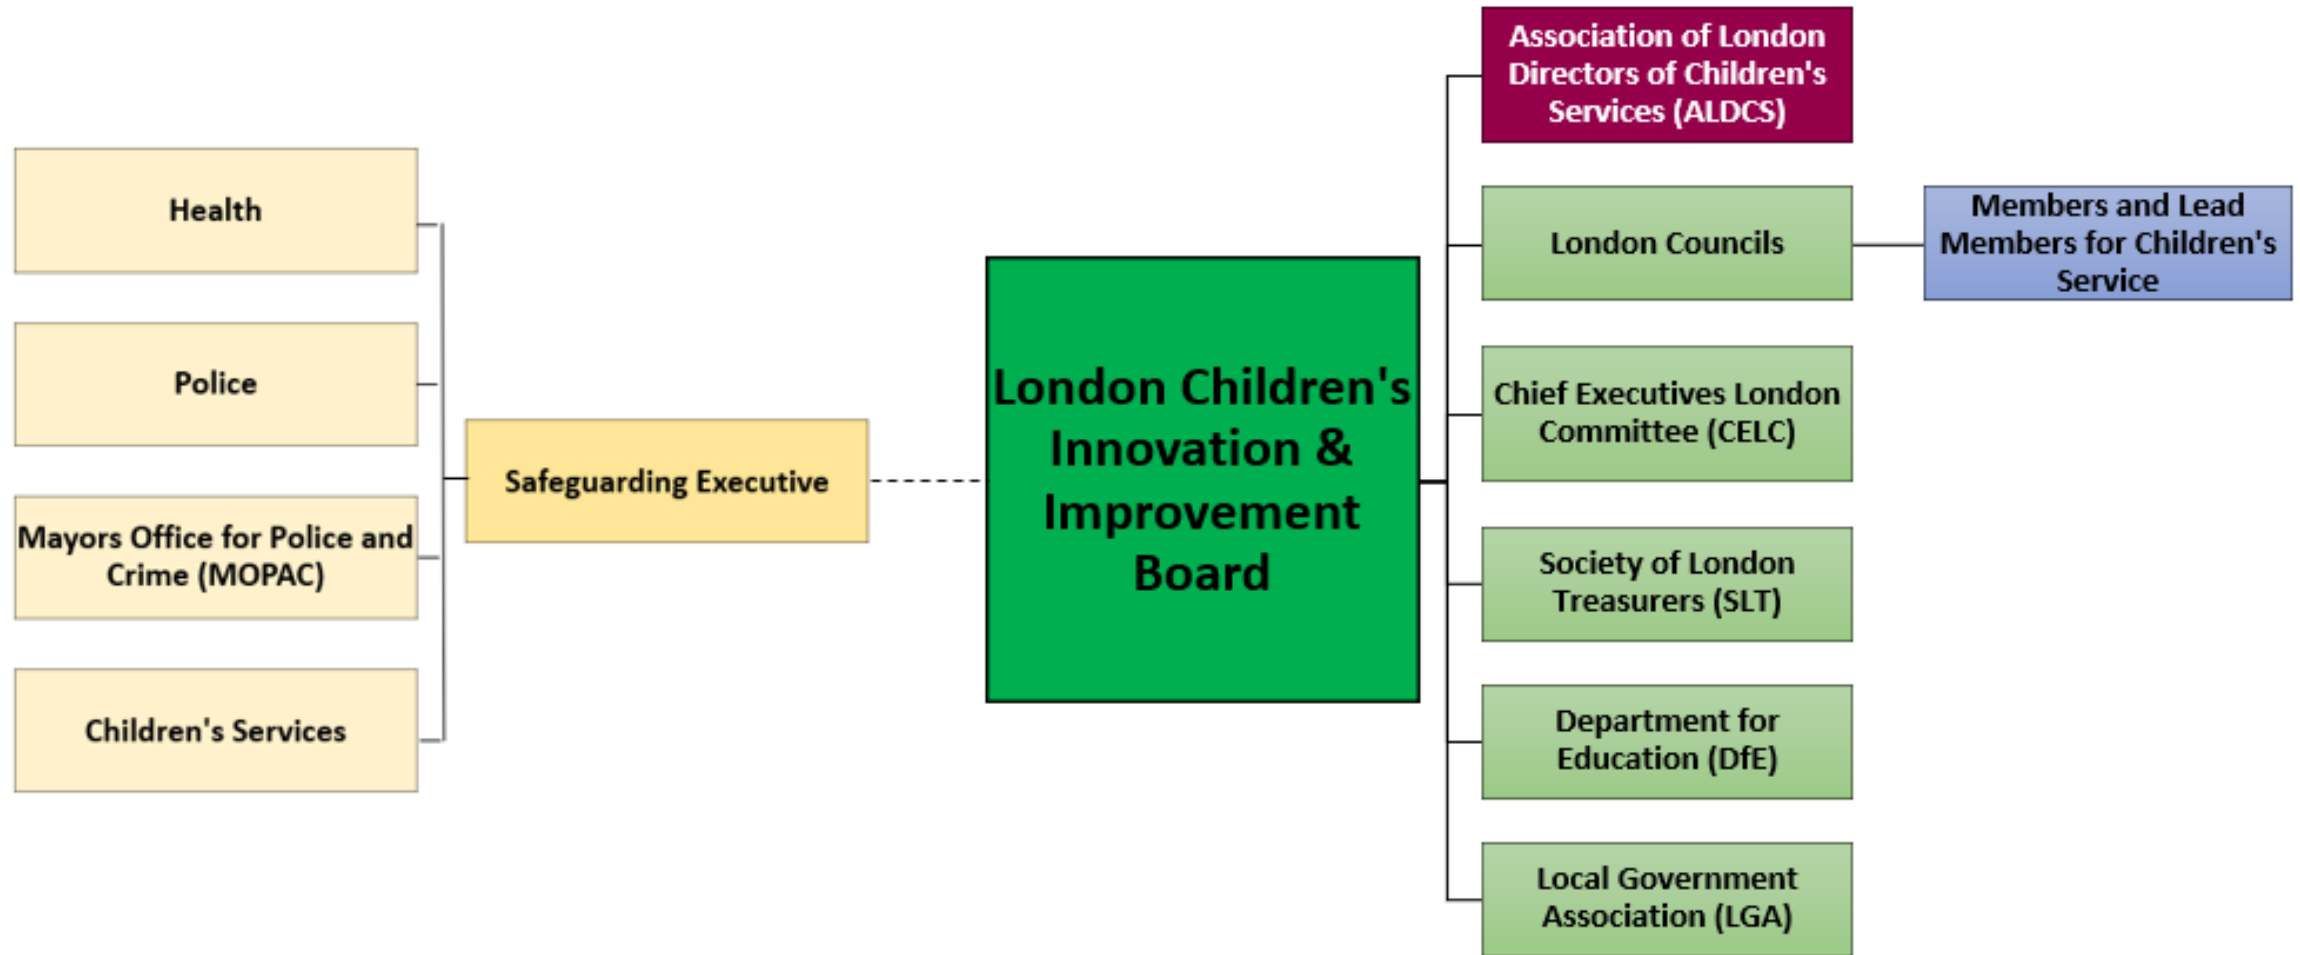 Health
Police
Mayors Office for Police and
Crime (MOPAC)
Children's Services
Safeguarding Executive
London Children's
Innovation &
Improvement
Board
Association of London
Directors of Children's
Services (ALDCS)
London Councils
Members and Lead
Members for Children's
Service
Chief Executives London
Committee (CELC)
Society of London
Treasurers (SLT)
Department for
Education (DfE)
Local Government
Association (LGA)